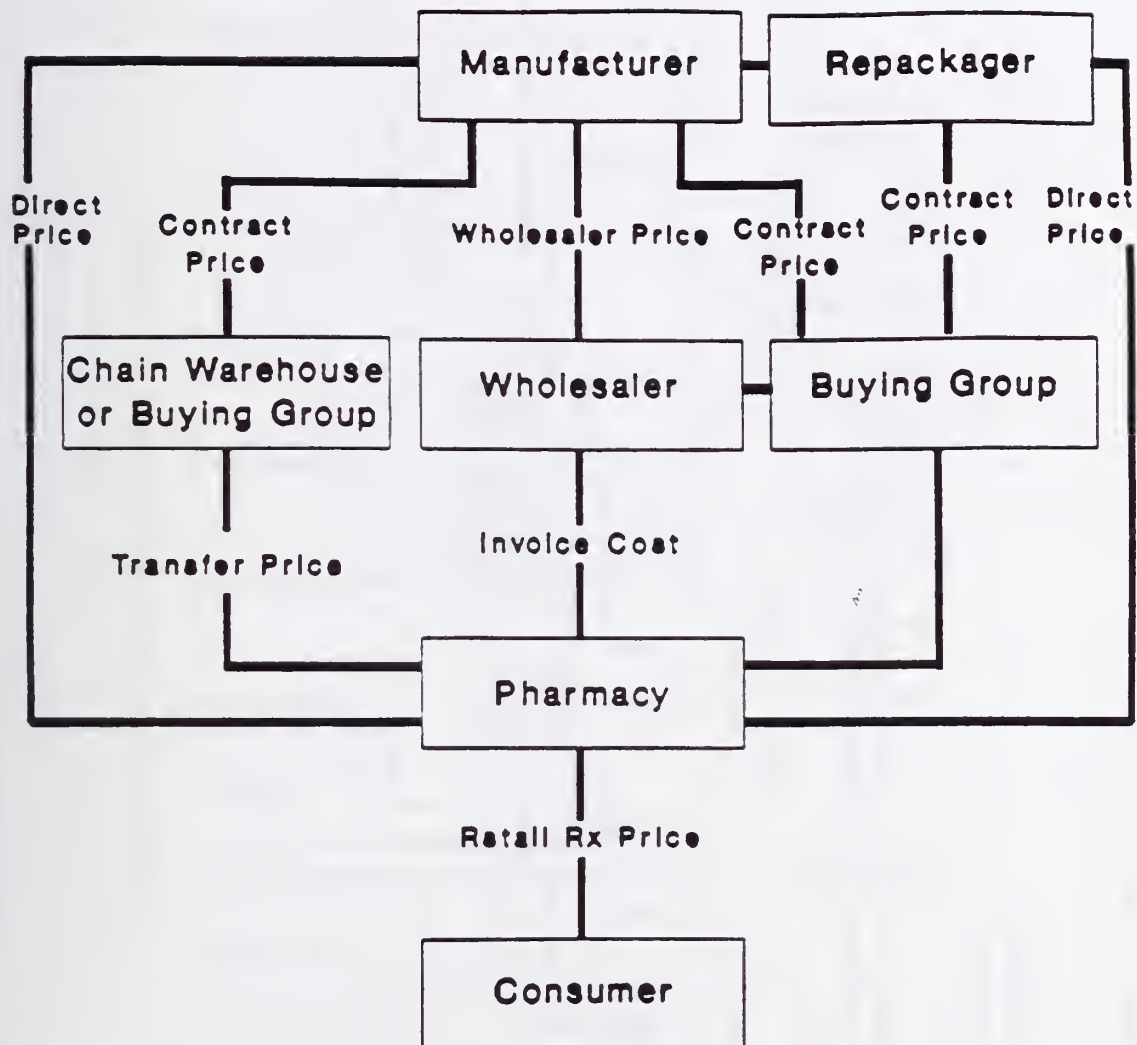 Manufacturer
Repackager
Direct
Price
Contract
Price
Wholesaler Price
Contract
Price
Contract
Price
Direct
Price
Chain Warehouse
or Buying Group
Wholesaler
Buying Group
Transfer Price
Invoice Cost
Pharmacy
Retail Rx Price
Consumer